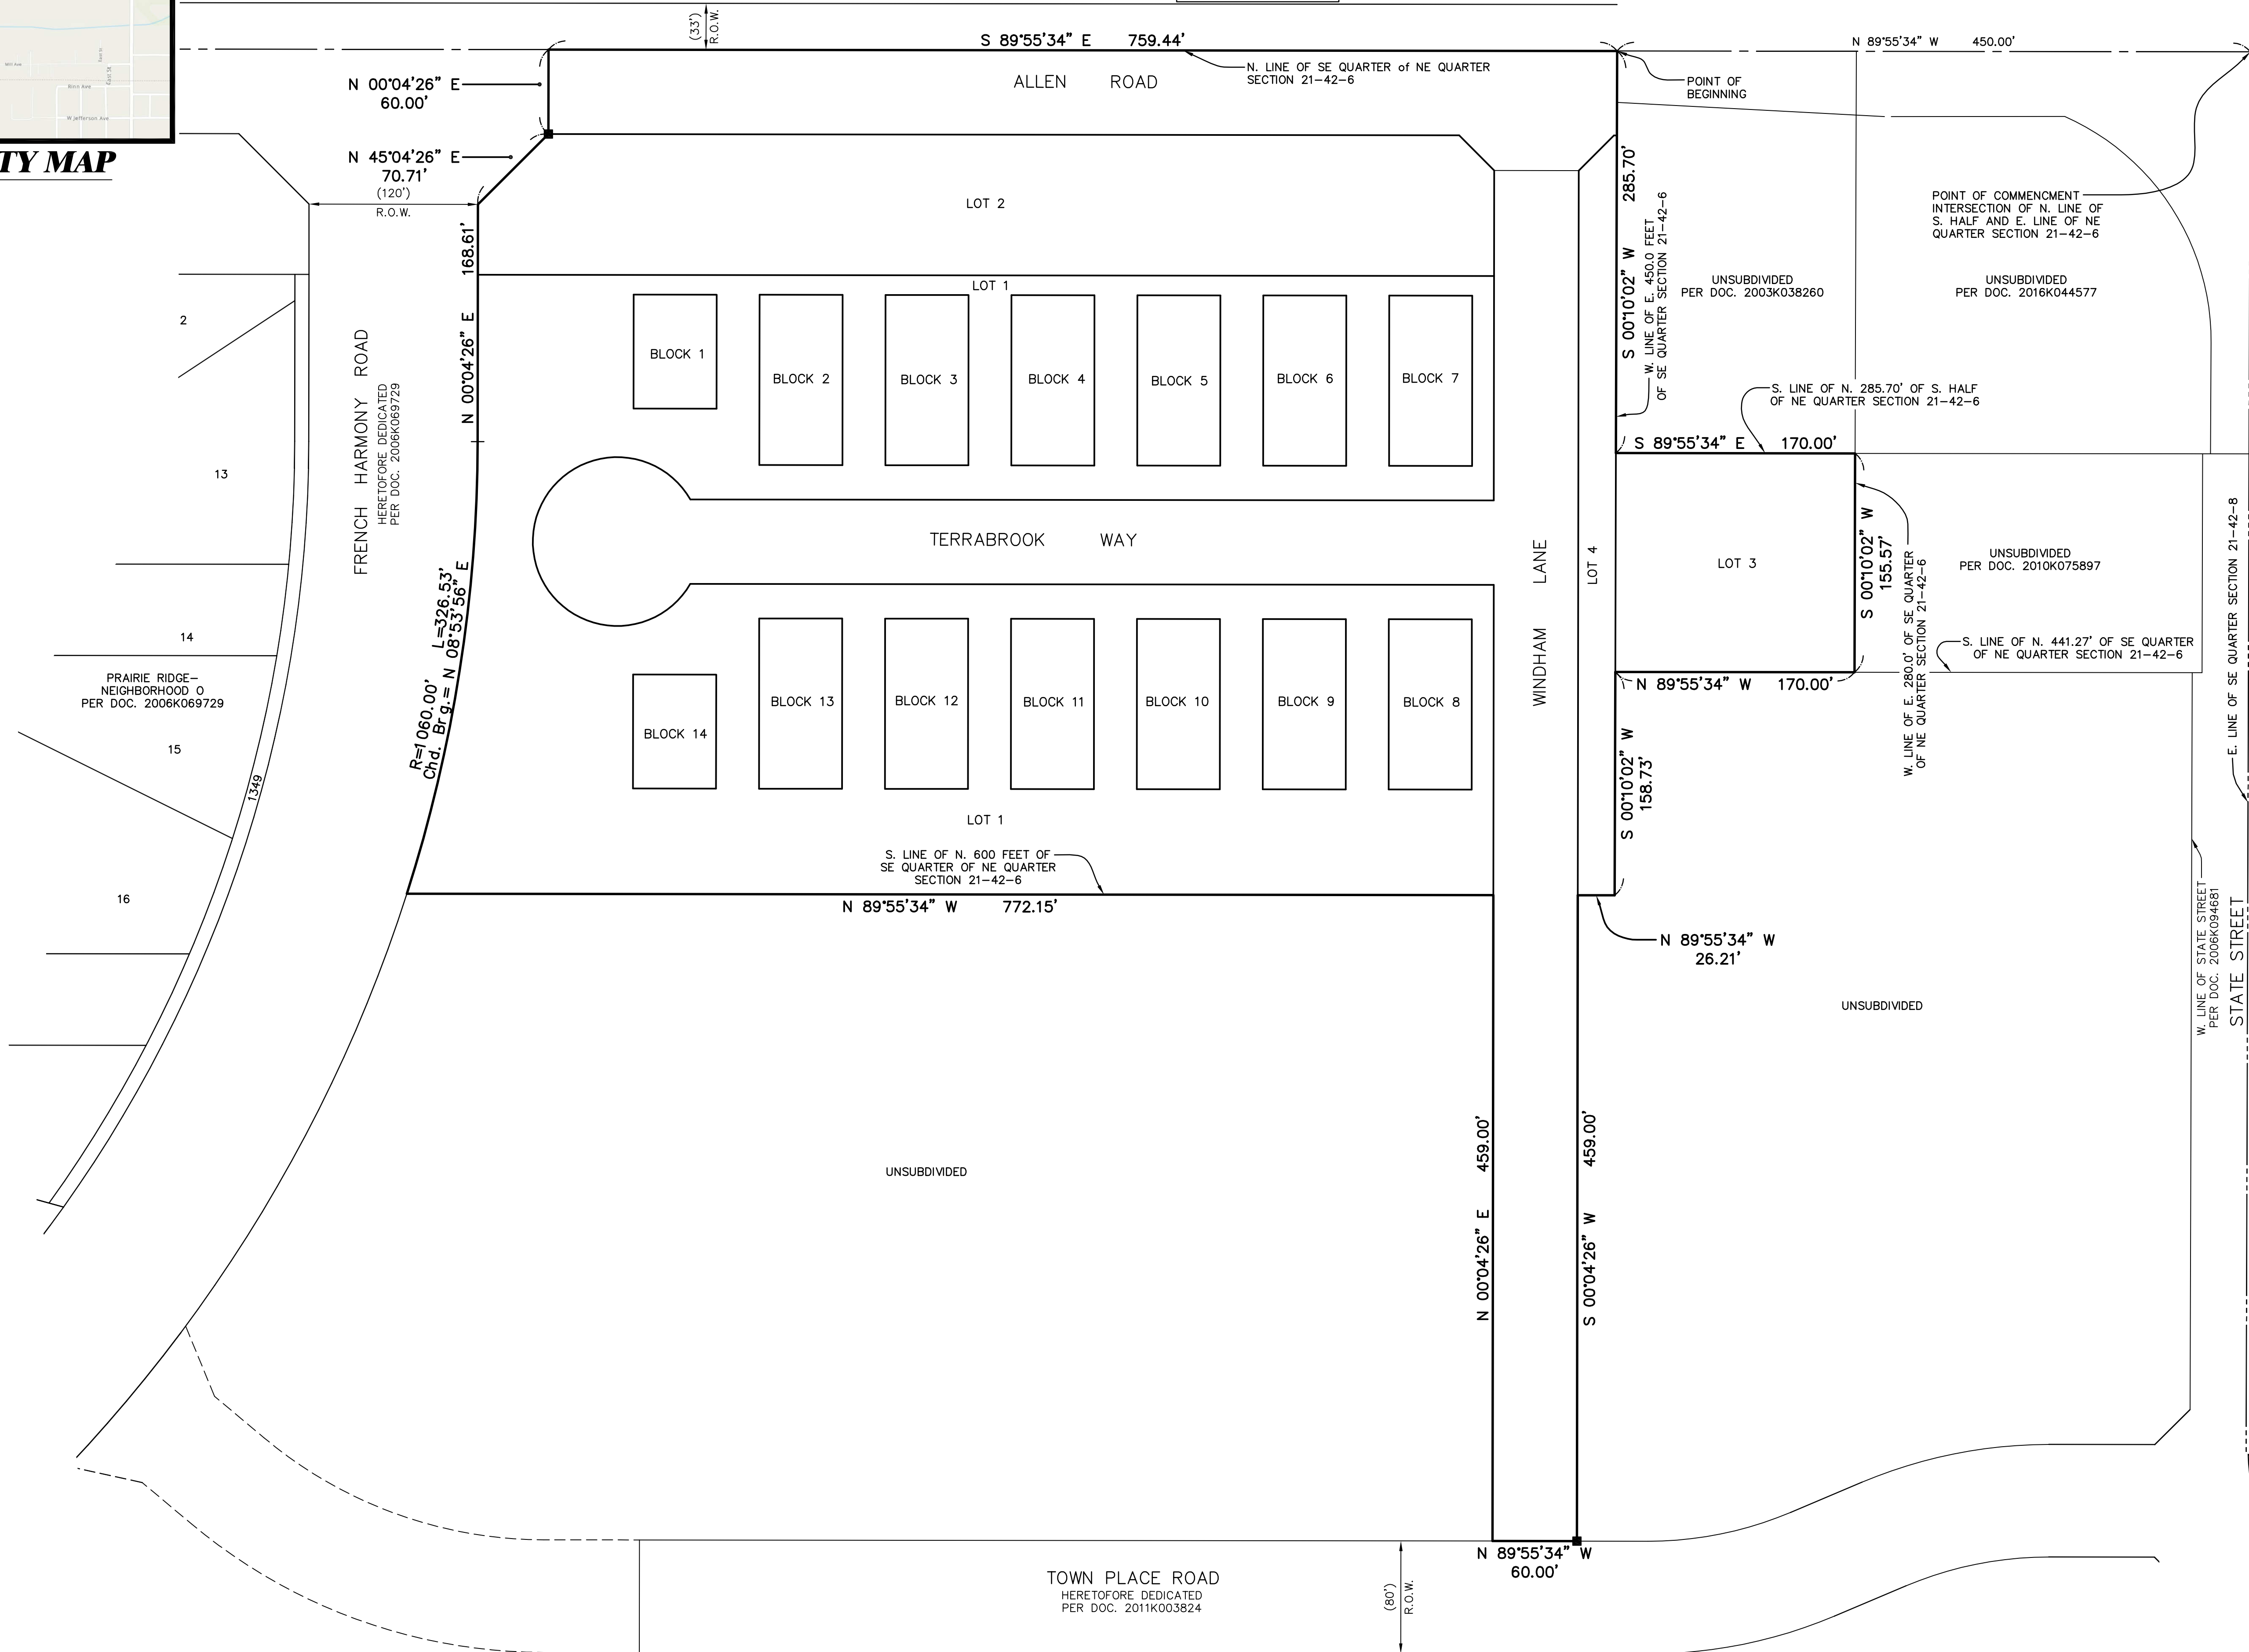 S 89°55'34" E 759.44'
N 89°55'34" W 450.00'
(33')
R.O.W.
N. LINE OF SE QUARTER of NE QUARTER
SECTION 21-42-6
ALLEN ROAD
POINT OF
BEGINNING
N 00°04'26" E
60.00'
Binn Ave
W Jefferson Ave
TY MAP
N 45°04'26" E
70.71'
(120')
R.O.W.
LOT 2
285.70'
S 00°10'02" W
W. LINE OF E. 450.0 FEET
OF SE QUARTER SECTION 21-42-6
POINT OF COMMENCMENT
INTERSECTION OF N. LINE OF
S. HALF AND E. LINE OF NE
QUARTER SECTION 21-42-6
UNSUBDIVIDED
PER DOC. 2003K038260
UNSUBDIVIDED
PER DOC. 2016K044577
N 00°04'26" E 168.61'
LOT 1
2
FRENCH HARMONY ROAD
HERETOFORE DEDICATED
PER DOC. 2006K069729
BLOCK 1
BLOCK 2
BLOCK 3
BLOCK 4
BLOCK 5
BLOCK 6
BLOCK 7
S. LINE OF N. 285.70' OF S. HALF
OF NE QUARTER SECTION 21-42-6
S 89°55'34" E 170.00'
13
TERRABROOK WAY
WINDHAM LANE
LOT 4
LOT 3
S 00°10'02" W
155.57'
W. LINE OF E. 280.0' OF SE QUARTER
OF NE QUARTER SECTION 21-42-6
UNSUBDIVIDED
PER DOC. 2010K075897
E. LINE OF SE QUARTER SECTION 21-42-8
R=1060.00' L=326.53'
Chd. Brg.= N 08°53'56" E
14
PRAIRIE RIDGE-
NEIGHBORHOOD O
PER DOC. 2006K069729
15
1349
16
S. LINE OF N. 441.27' OF SE QUARTER
OF NE QUARTER SECTION 21-42-6
N 89°55'34" W 170.00'
BLOCK 14
BLOCK 13
BLOCK 12
BLOCK 11
BLOCK 10
BLOCK 9
BLOCK 8
S 00°10'02" W
158.73'
LOT 1
S. LINE OF N. 600 FEET OF
SE QUARTER OF NE QUARTER
SECTION 21-42-6
N 89°55'34" W 772.15'
N 89°55'34" W
26.21'
W. LINE OF STATE STREET
PER DOC. 2006K094681
STATE STREET
UNSUBDIVIDED
UNSUBDIVIDED
N 00°04'26" E 459.00'
S 00°04'26" W 459.00'
N 89°55'34" W
60.00'
TOWN PLACE ROAD
HERETOFORE DEDICATED
PER DOC. 2011K003824
(80')
R.O.W.